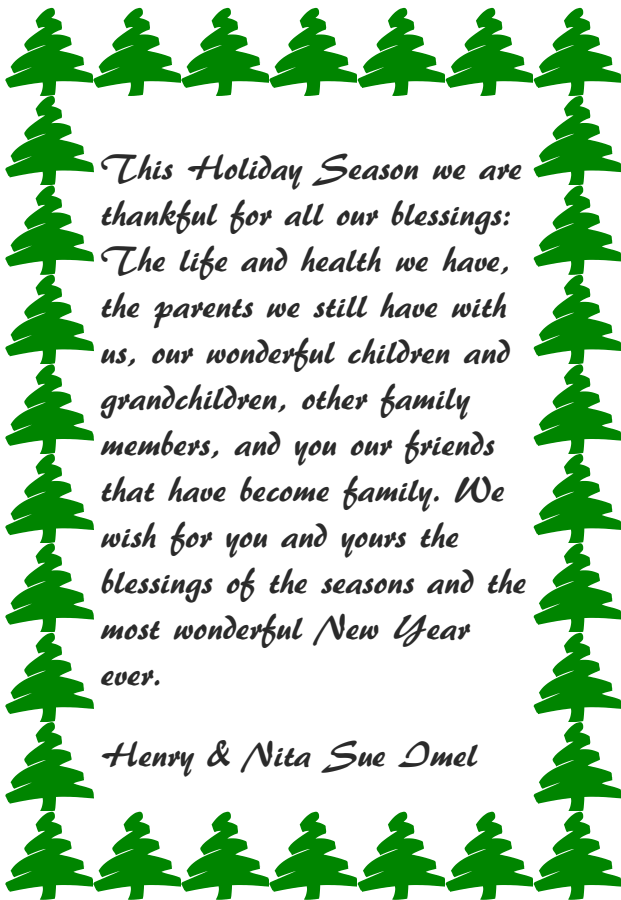 This Holiday Season we are
thankful for all our blessings:
The life and health we have,
the parents we still have with
us, our wonderful children and
grandchildren, other family
members, and you our friends
that have become family. We
wish for you and yours the
blessings of the seasons and the
most wonderful New Year
ever.
Henry & Nita Sue Imel